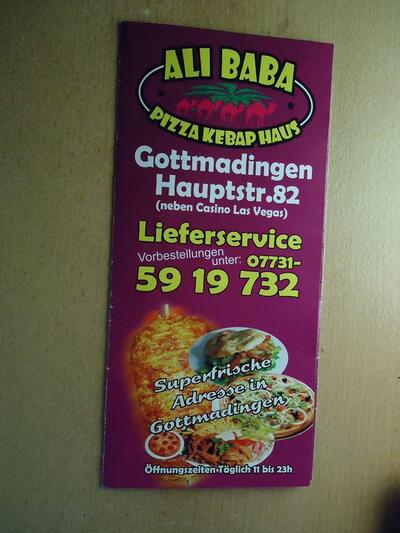 ALI BABA
PIZZA KEBAP HAUS
Gottmadingen
Hauptstr.82
(neben Casino Las Vegas)
Lieferservice
Vorbestellungen
unter: 07731-
59 19 732
Superfrische
Adresse in
Gottmadingen
Öffnungszeiten Täglich 11 bis 23h